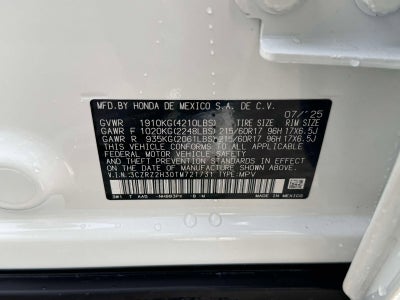 MFD.BY HONDA DE MEXICO S.A. DE C.V.
07/'25
GVWR 1910KG(4210LBS) TIRE SIZE RIM SIZE
GAWR F 1020KG(2248LBS) 215/60R17 96H 17X6.5J
GAWR R 935KG(2061LBS) 215/60R17 96H 17X6.5J
THIS VEHICLE CONFORMS TO ALL APPLICABLE
FEDERAL MOTOR VEHICLE SAFETY AND THEFT
PREVENTION STANDARDS IN EFFECT
ON THE DATE OF MANUFACTURE
SHOWN ABOVE.
V.I.N.:3CZRZ2H30TM721731 TYPE:MPV
MADE IN MEXICO